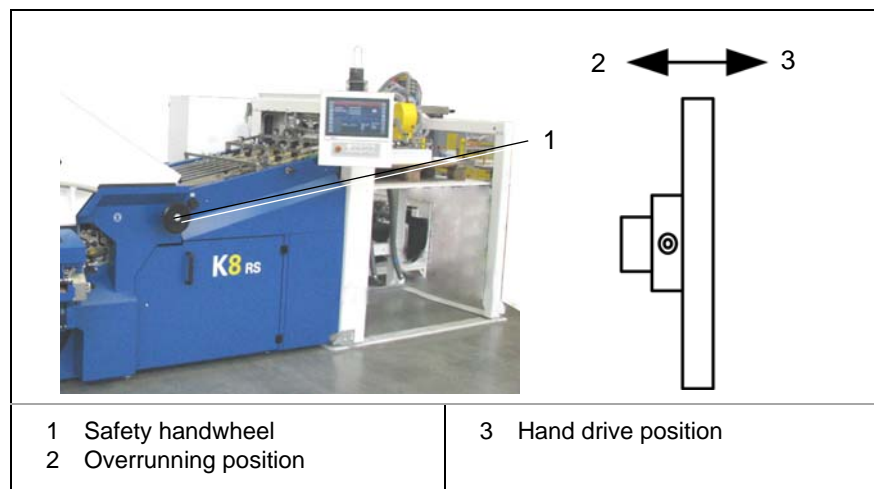 2
3
1
K8 RS
1 Safety handwheel
2 Overrunning position
3 Hand drive position